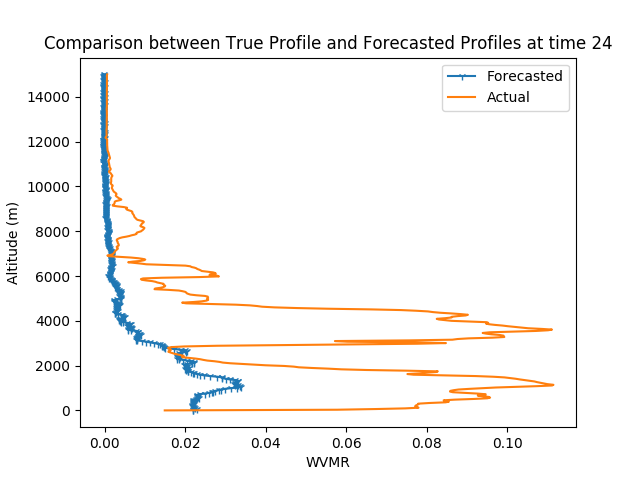 Comparison between True Profile and Forecasted Profiles at time 24
Forecasted
Actual
14000
12000
10000
8000
6000
4000
2000
0
Altitude (m)
0.00 0.02 0.04 0.06 0.08 0.10
WVMR